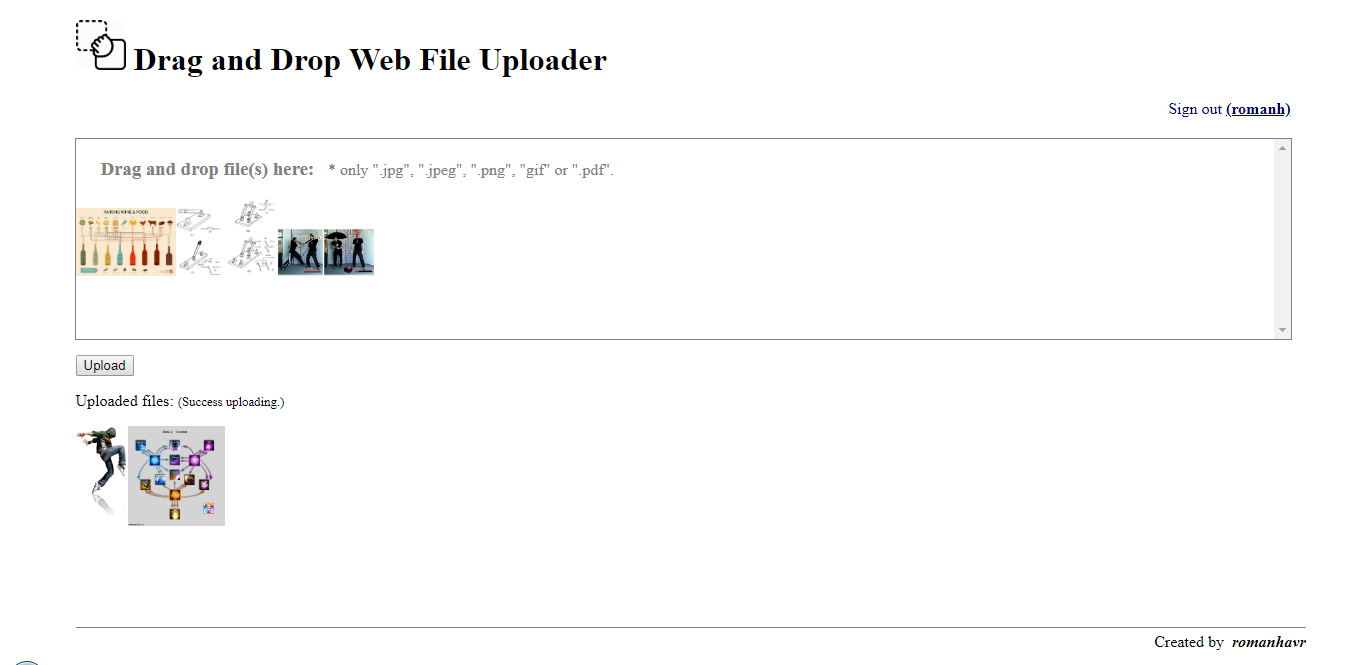 Drag and Drop Web File Uploader
Sign out (romanh)
Drag and drop file(s) here: * only ".jpg", ".jpeg", ".png", "gif" or ".pdf".
PAIRING WINE & FOOD
Upload
Uploaded files: (Success uploading.)
Created by romanhavr